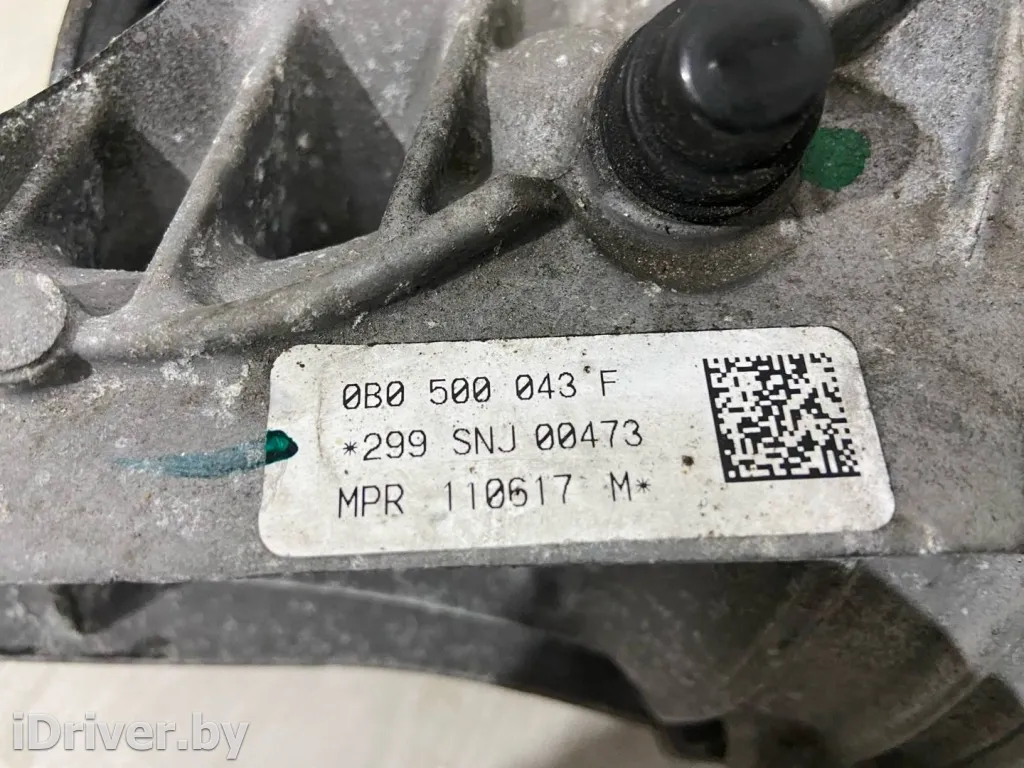 0B0 500 043 F
*299 SNJ 00473
MPR 110617 M*
iDriver.by